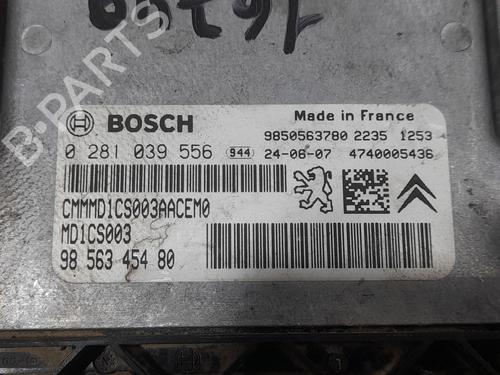 16799
B-PARTS
BOSCH
Made in France
9850563780 2235 1253
0 281 039 556 944 24-06-07 4740005436
CMMMD1CS003AACEM0
MD1CS003
98 563 454 80